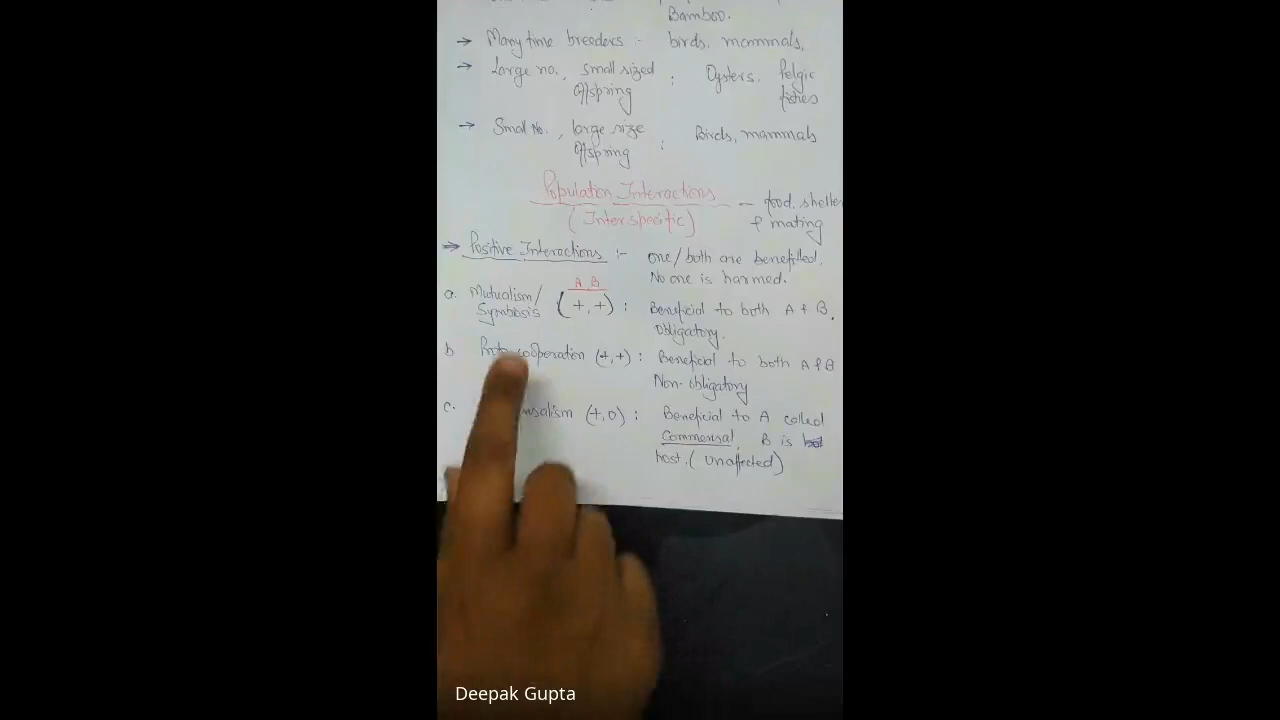 Bamboo.
→ Many time breeders :- birds, mammals,
→ Large no., small sized offspring : Oysters, Pelgic fishes
→ Small No., large size offspring : Birds, mammals
Population Interactions
(Interspecific) — food, shelter & mating
⇒ Positive Interactions :- one/both are benefitted.
No one is harmed.
A B
a. Mutualism/ (+, +) : Beneficial to both A & B.
Symbiosis Obligatory.
b Proto-cooperation (+, +) : Beneficial to both A & B
Non-obligatory
c. (+, 0) : Beneficial to A called
Commensal, B is
host. (Unaffected)
Deepak Gupta